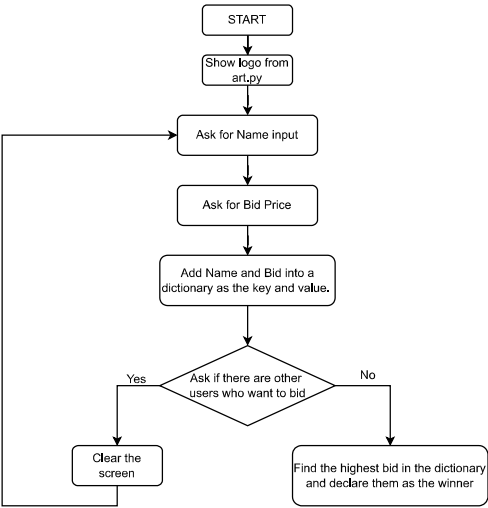 START
Show logo from
art.py
Ask for Name input
Ask for Bid Price
Add Name and Bid into a
dictionary as the key and value.
Ask if there are other
users who want to bid
Yes
No
Clear the
screen
Find the highest bid in the dictionary
and declare them as the winner